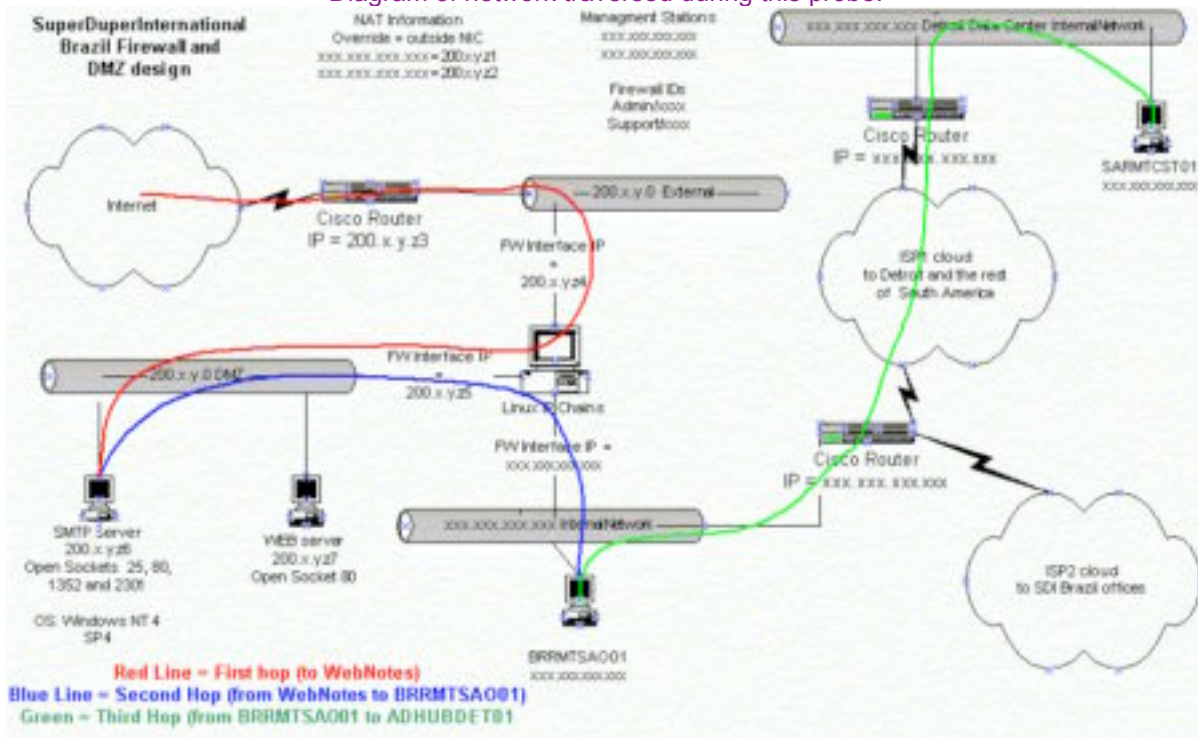 Diagram of network traversed during this probe.
SuperDuperInternational
Brazil Firewall and
DMZ design
NAT Information
Override = outside NIC
xxx.xxx.xxx.xxx=200.x.y.z1
xxx.xxx.xxx.xxx=200.x.y.z2
Managment Stations
xxx.xxx.xxx.xxx
xxx.xxx.xxx.xxx
Firewall IDs
Admin/xxxx
Support/xxxx
xxx.xxx.xxx.xxx Detroit Data Center Internal Network
Cisco Router
IP = xxx.xxx.xxx.xxx
SARMTCST01
xxx.xxx.xxx.xxx
Internet
Cisco Router
IP = 200.x.y.z3
200.x.y.0 External
FW Interface IP
=
200.x.y.z4
ISP1 cloud
to Detroit and the rest
of South America
200.x.y.0 DMZ
FW Interface IP
=
200.x.y.z5
Linux IP Chains
FW Interface IP =
xxx.xxx.xxx.xxx
Cisco Router
IP = xxx.xxx.xxx.xxx
SMTP Server
200.x.y.z6
Open Sockets 25, 80,
1352 and 2301
OS: Windows NT 4
SP4
WEB server
200.x.y.z7
Open Socket 80
xxx.xxx.xxx.xxx Internal Network
ISP2 cloud
to SDI Brazil offices
BRRMTSAO01
xxx.xxx.xxx.xxx
Red Line = First hop (to WebNotes)
Blue Line = Second Hop (from WebNotes to BRRMTSAO01)
Green = Third Hop (from BRRMTSAO01 to ADHUBDET01